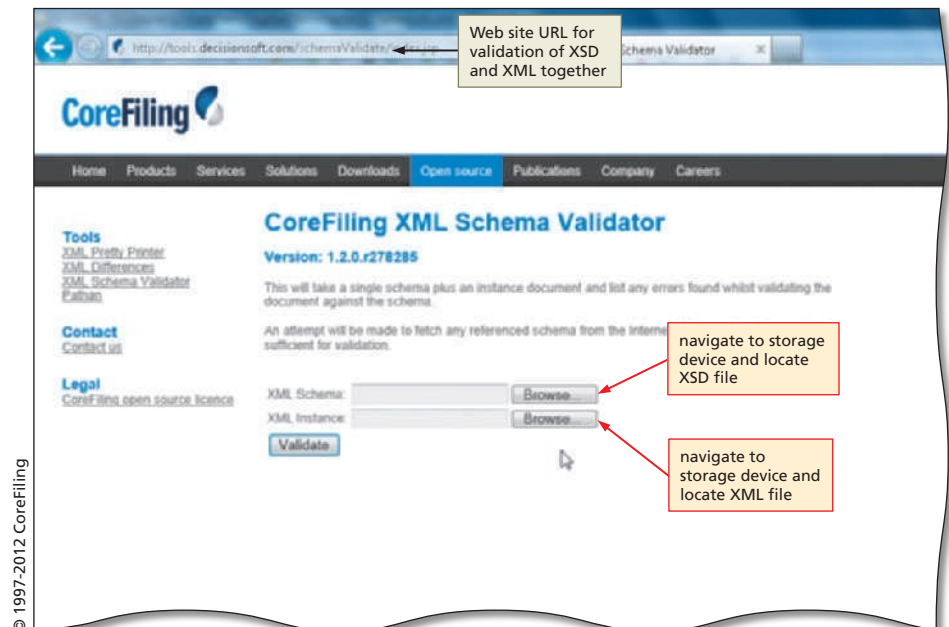 http://tools.decisionsoft.com/schemaValidate/
Schema Validator
Web site URL for
validation of XSD
and XML together
CoreFiling
Home Products Services Solutions Downloads Open source Publications Company Careers
Tools
XML Pretty Printer
XML Differences
XML Schema Validator
Pathan
Contact
Contact us
Legal
CoreFiling open source licence
CoreFiling XML Schema Validator
Version: 1.2.0.r278285
This will take a single schema plus an instance document and list any errors found whilst validating the
document against the schema.
An attempt will be made to fetch any referenced schema from the Interne
sufficient for validation.
XML Schema: Browse...
XML Instance: Browse...
Validate
navigate to storage
device and locate
XSD file
navigate to
storage device and
locate XML file
© 1997-2012 CoreFiling